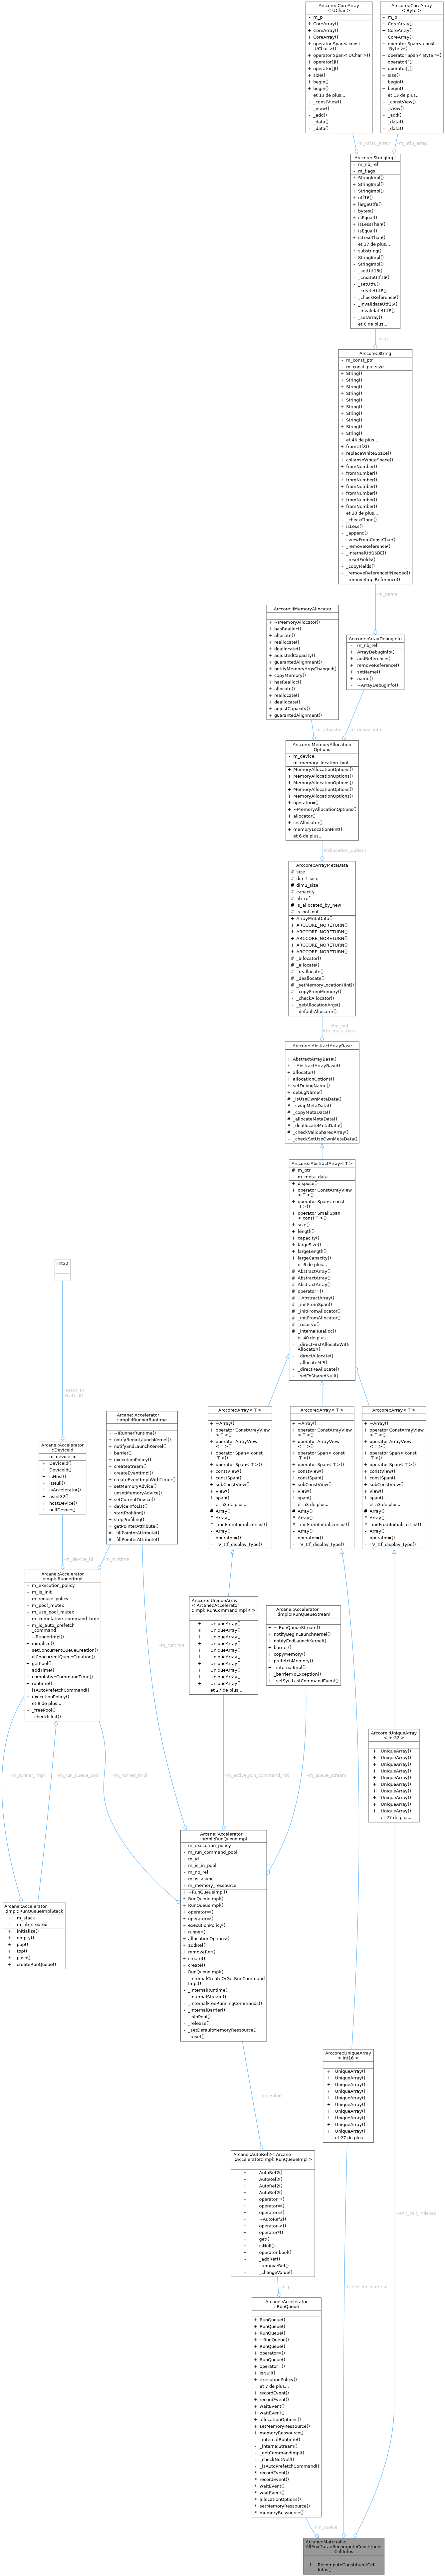 Arccore::CoreArray
< UChar >
- m_p
+ CoreArray()
+ CoreArray()
+ CoreArray()
+ operator Span< const
UChar >()
+ operator Span< UChar >()
+ operator[]()
+ operator[]()
+ size()
+ begin()
+ begin()
et 13 de plus...
- _constView()
- _view()
- _add()
- _data()
- _data()
Arccore::CoreArray
< Byte >
- m_p
+ CoreArray()
+ CoreArray()
+ CoreArray()
+ operator Span< const
Byte >()
+ operator Span< Byte >()
+ operator[]()
+ operator[]()
+ size()
+ begin()
+ begin()
et 13 de plus...
- _constView()
- _view()
- _add()
- _data()
- _data()
-m_utf16_array
-m_utf8_array
Arccore::StringImpl
- m_nb_ref
- m_flags
+ StringImpl()
+ StringImpl()
+ StringImpl()
+ utf16()
+ largeUtf8()
+ bytes()
+ isEqual()
+ isLessThan()
+ isEqual()
+ isLessThan()
et 17 de plus...
+ substring()
- StringImpl()
- StringImpl()
- _setUtf16()
- _createUtf16()
- _setUtf8()
- _createUtf8()
- _checkReference()
- _invalidateUtf16()
- _invalidateUtf8()
- _setArray()
et 6 de plus...
-m_p
Arccore::String
- m_const_ptr
- m_const_ptr_size
+ String()
+ String()
+ String()
+ String()
+ String()
+ String()
+ String()
+ String()
+ String()
+ String()
et 46 de plus...
+ fromUtf8()
+ replaceWhiteSpace()
+ collapseWhiteSpace()
+ fromNumber()
+ fromNumber()
+ fromNumber()
+ fromNumber()
+ fromNumber()
+ fromNumber()
+ fromNumber()
et 20 de plus...
- _checkClone()
- isLess()
- _append()
- _viewFromConstChar()
- _removeReference()
- _internalUtf16BE()
- _resetFields()
- _copyFields()
- _removeReferenceIfNeeded()
- _removeImplReference()
-m_name
Arccore::IMemoryAllocator
+ ~IMemoryAllocator()
+ hasRealloc()
+ allocate()
+ reallocate()
+ deallocate()
+ adjustedCapacity()
+ guarantedAlignment()
+ notifyMemoryArgsChanged()
+ copyMemory()
+ hasRealloc()
+ allocate()
+ reallocate()
+ deallocate()
+ adjustCapacity()
+ guarantedAlignment()
Arccore::ArrayDebugInfo
- m_nb_ref
+ ArrayDebugInfo()
+ addReference()
+ removeReference()
+ setName()
+ name()
- ~ArrayDebugInfo()
-m_allocator
-m_debug_info
Arccore::MemoryAllocation
Options
- m_device
- m_memory_location_hint
+ MemoryAllocationOptions()
+ MemoryAllocationOptions()
+ MemoryAllocationOptions()
+ MemoryAllocationOptions()
+ MemoryAllocationOptions()
+ operator=()
+ ~MemoryAllocationOptions()
+ allocator()
+ setAllocator()
+ memoryLocationHint()
et 6 de plus...
#allocation_options
Arccore::ArrayMetaData
# size
# dim1_size
# dim2_size
# capacity
# nb_ref
# is_allocated_by_new
# is_not_null
+ ArrayMetaData()
+ ARCCORE_NORETURN()
+ ARCCORE_NORETURN()
+ ARCCORE_NORETURN()
+ ARCCORE_NORETURN()
+ ARCCORE_NORETURN()
# _allocator()
# _allocate()
# _reallocate()
# _deallocate()
# _setMemoryLocationHint()
# _copyFromMemory()
- _checkAllocator()
- _getAllocationArgs()
- _defaultAllocator()
#m_md
#m_meta_data
Arccore::AbstractArrayBase
+ AbstractArrayBase()
+ ~AbstractArrayBase()
+ allocator()
+ allocationOptions()
+ setDebugName()
+ debugName()
# _isUseOwnMetaData()
# _swapMetaData()
# _copyMetaData()
# _allocateMetaData()
# _deallocateMetaData()
# _checkValidSharedArray()
- _checkSetUseOwnMetaData()
Arccore::AbstractArray< T >
# m_ptr
- m_meta_data
+ dispose()
+ operator ConstArrayView
< T >()
+ operator Span< const
T >()
+ operator SmallSpan
< const T >()
+ size()
+ length()
+ capacity()
+ largeSize()
+ largeLength()
+ largeCapacity()
et 6 de plus...
# AbstractArray()
# AbstractArray()
# AbstractArray()
# operator=()
# ~AbstractArray()
# _initFromSpan()
# _initFromAllocator()
# _initFromAllocator()
# _reserve()
# _internalRealloc()
et 40 de plus...
- _directFirstAllocateWith
Allocator()
- _directAllocate()
- _allocateMP()
- _directReAllocate()
- _setToSharedNull()
Int32
-HOST_ID
-NULL_ID
Arcane::Accelerator
::DeviceId
- m_device_id
+ DeviceId()
+ DeviceId()
+ isHost()
+ isNull()
+ isAccelerator()
+ asInt32()
+ hostDevice()
+ nullDevice()
Arcane::Accelerator
::impl::IRunnerRuntime
+ ~IRunnerRuntime()
+ notifyBeginLaunchKernel()
+ notifyEndLaunchKernel()
+ barrier()
+ executionPolicy()
+ createStream()
+ createEventImpl()
+ createEventImplWithTimer()
+ setMemoryAdvice()
+ unsetMemoryAdvice()
+ setCurrentDevice()
+ deviceInfoList()
+ startProfiling()
+ stopProfiling()
+ getPointerAttribute()
# _fillPointerAttribute()
# _fillPointerAttribute()
Arccore::Array< T >
+ ~Array()
+ operator ConstArrayView
< T >()
+ operator ArrayView
< T >()
+ operator Span< const
T >()
+ operator Span< T >()
+ constView()
+ constSpan()
+ subConstView()
+ view()
+ span()
et 53 de plus...
# Array()
# Array()
# _initFromInitializerList()
- Array()
- operator=()
- TV_ttf_display_type()
Arccore::Array< T >
+ ~Array()
+ operator ConstArrayView
< T >()
+ operator ArrayView
< T >()
+ operator Span< const
T >()
+ operator Span< T >()
+ constView()
+ constSpan()
+ subConstView()
+ view()
+ span()
et 53 de plus...
# Array()
# Array()
# _initFromInitializerList()
- Array()
- operator=()
- TV_ttf_display_type()
Arccore::Array< T >
+ ~Array()
+ operator ConstArrayView
< T >()
+ operator ArrayView
< T >()
+ operator Span< const
T >()
+ operator Span< T >()
+ constView()
+ constSpan()
+ subConstView()
+ view()
+ span()
et 53 de plus...
# Array()
# Array()
# _initFromInitializerList()
- Array()
- operator=()
- TV_ttf_display_type()
-m_device_id
-m_runtime
Arcane::Accelerator
::impl::RunnerImpl
- m_execution_policy
- m_is_init
- m_reduce_policy
- m_pool_mutex
- m_use_pool_mutex
- m_cumulative_command_time
- m_is_auto_prefetch
_command
+ ~RunnerImpl()
+ initialize()
+ setConcurrentQueueCreation()
+ isConcurrentQueueCreation()
+ getPool()
+ addTime()
+ cumulativeCommandTime()
+ runtime()
+ isAutoPrefetchCommand()
+ executionPolicy()
et 9 de plus...
- _freePool()
- _checkIsInit()
-m_runtime
Arccore::UniqueArray
< Arcane::Accelerator
::impl::RunCommandImpl * >
+ UniqueArray()
+ UniqueArray()
+ UniqueArray()
+ UniqueArray()
+ UniqueArray()
+ UniqueArray()
+ UniqueArray()
+ UniqueArray()
+ UniqueArray()
+ UniqueArray()
et 27 de plus...
Arcane::Accelerator
::impl::IRunQueueStream
+ ~IRunQueueStream()
+ notifyBeginLaunchKernel()
+ notifyEndLaunchKernel()
+ barrier()
+ copyMemory()
+ prefetchMemory()
+ _internalImpl()
+ _barrierNoException()
+ _setSyclLastCommandEvent()
Arccore::UniqueArray
< Int32 >
+ UniqueArray()
+ UniqueArray()
+ UniqueArray()
+ UniqueArray()
+ UniqueArray()
+ UniqueArray()
+ UniqueArray()
+ UniqueArray()
+ UniqueArray()
+ UniqueArray()
et 27 de plus...
-m_runner_impl
-m_run_queue_pool
-m_runner_impl
-m_active_run_command_list
-m_queue_stream
Arcane::Accelerator
::impl::RunQueueImplStack
- m_stack
- m_nb_created
+ initialize()
+ empty()
+ pop()
+ top()
+ push()
+ createRunQueue()
Arcane::Accelerator
::impl::RunQueueImpl
- m_execution_policy
- m_run_command_pool
- m_id
- m_is_in_pool
- m_nb_ref
- m_is_async
- m_memory_ressource
+ ~RunQueueImpl()
+ RunQueueImpl()
+ RunQueueImpl()
+ operator=()
+ operator=()
+ executionPolicy()
+ runner()
+ allocationOptions()
+ addRef()
+ removeRef()
+ create()
+ create()
- RunQueueImpl()
- _internalCreateOrGetRunCommand
Impl()
- _internalRuntime()
- _internalStream()
- _internalFreeRunningCommands()
- _internalBarrier()
- _isInPool()
- _release()
- _setDefaultMemoryRessource()
- _reset()
Arccore::UniqueArray
< Int16 >
+ UniqueArray()
+ UniqueArray()
+ UniqueArray()
+ UniqueArray()
+ UniqueArray()
+ UniqueArray()
+ UniqueArray()
+ UniqueArray()
+ UniqueArray()
+ UniqueArray()
et 27 de plus...
-m_value
Arcane::AutoRef2< Arcane
::Accelerator::impl::RunQueueImpl >
+ AutoRef2()
+ AutoRef2()
+ AutoRef2()
+ AutoRef2()
+ operator=()
+ operator=()
+ operator=()
+ ~AutoRef2()
+ operator->()
+ operator*()
+ get()
+ isNull()
+ operator bool()
- _addRef()
- _removeRef()
- _changeValue()
+env_cell_indexes
-m_p
+cells_nb_material
Arcane::Accelerator
::RunQueue
+ RunQueue()
+ RunQueue()
+ RunQueue()
+ ~RunQueue()
+ RunQueue()
+ operator=()
+ RunQueue()
+ operator=()
+ isNull()
+ executionPolicy()
et 7 de plus...
+ recordEvent()
+ recordEvent()
+ waitEvent()
+ waitEvent()
+ allocationOptions()
+ setMemoryRessource()
+ memoryRessource()
- _internalRuntime()
- _internalStream()
- _getCommandImpl()
- _checkNotNull()
- _isAutoPrefetchCommand()
* recordEvent()
* recordEvent()
* waitEvent()
* waitEvent()
* allocationOptions()
* setMemoryRessource()
* memoryRessource()
+m_queue
Arcane::Materials::
AllEnvData::RecomputeConstituent
CellInfos
+ RecomputeConstituentCell
Infos()